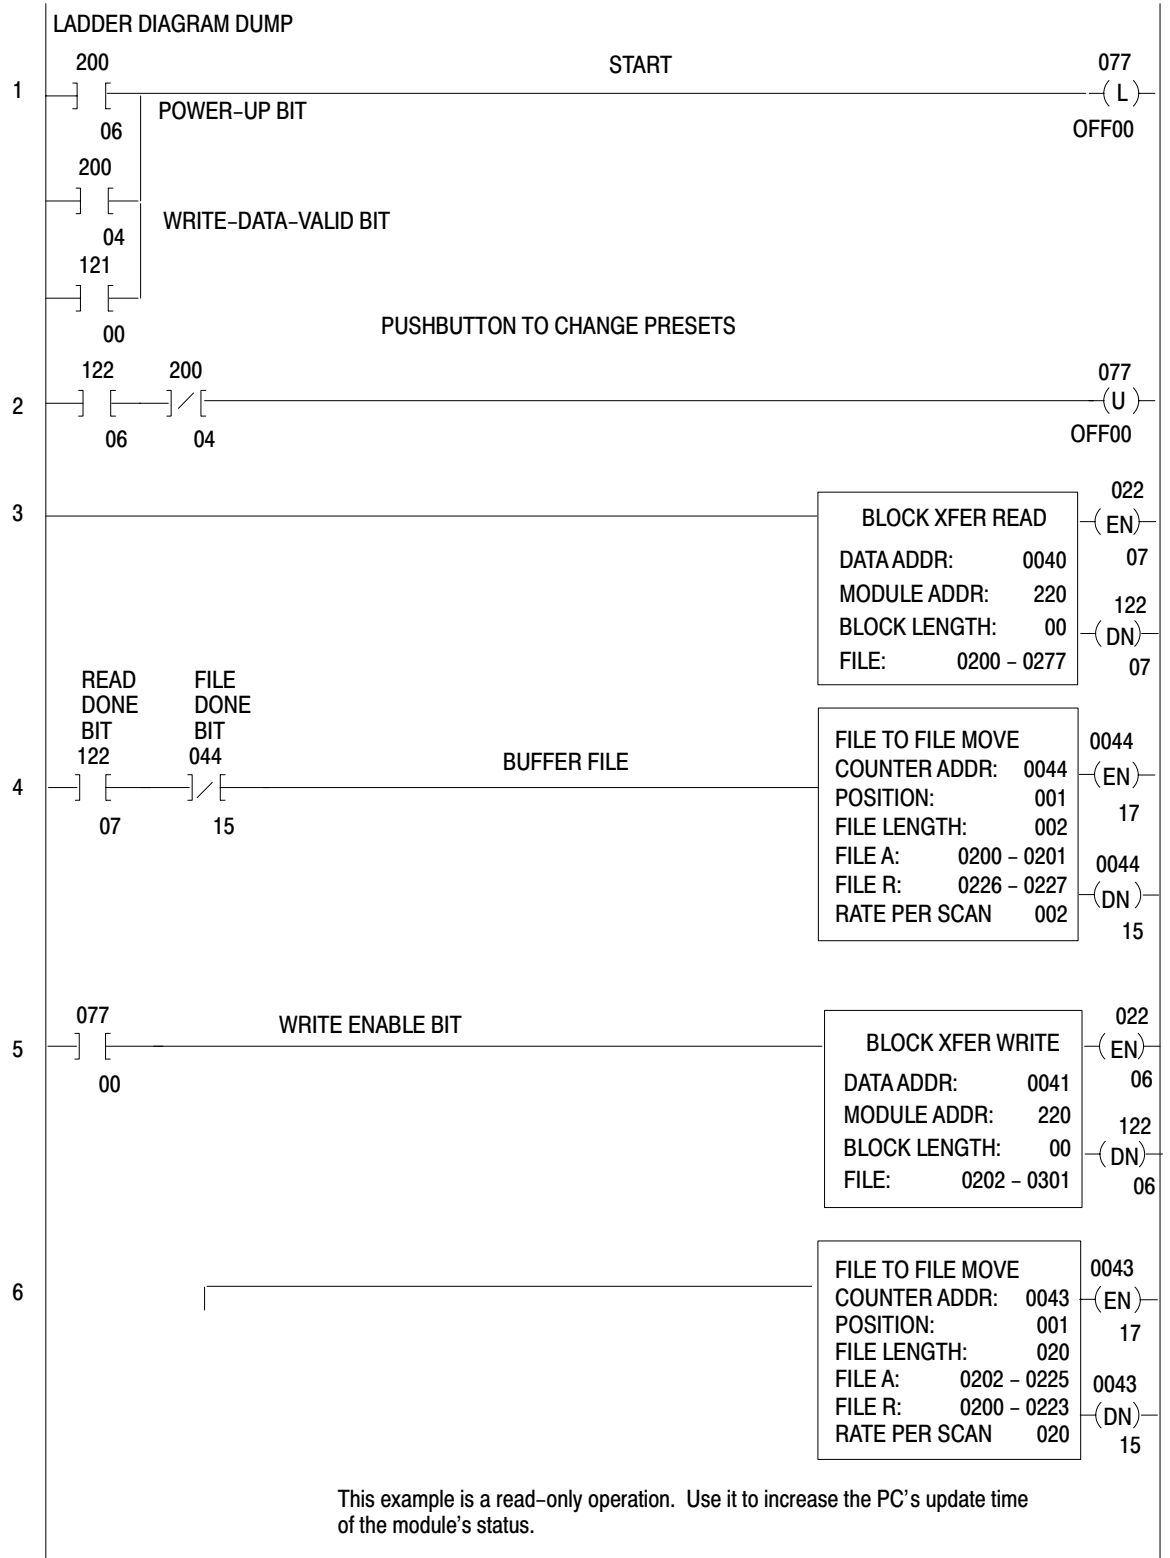 LADDER DIAGRAM DUMP
200
START
077
1
( L )
POWER–UP BIT
06
OFF00
200
WRITE–DATA–VALID BIT
04
121
00
PUSHBUTTON TO CHANGE PRESETS
122
200
077
2
(U )
06
04
OFF00
022
3
BLOCK XFER READ
( EN)
DATA ADDR: 0040
07
MODULE ADDR: 220
122
BLOCK LENGTH: 00
( DN)
FILE: 0200 – 0277
07
READ
DONE
BIT
122
FILE
DONE
BIT
044
BUFFER FILE
4
07
15
FILE TO FILE MOVE
COUNTER ADDR: 0044
POSITION: 001
FILE LENGTH: 002
FILE A: 0200 – 0201
FILE R: 0226 – 0227
RATE PER SCAN 002
0044
(EN)
17
0044
(DN )
15
077
WRITE ENABLE BIT
5
00
BLOCK XFER WRITE
DATA ADDR: 0041
MODULE ADDR: 220
BLOCK LENGTH: 00
FILE: 0202 – 0301
022
( EN)
06
122
( DN)
06
6
FILE TO FILE MOVE
COUNTER ADDR: 0043
POSITION: 001
FILE LENGTH: 020
FILE A: 0202 – 0225
FILE R: 0200 – 0223
RATE PER SCAN 020
0043
(EN )
17
0043
(DN)
15
This example is a read–only operation. Use it to increase the PC's update time
of the module's status.